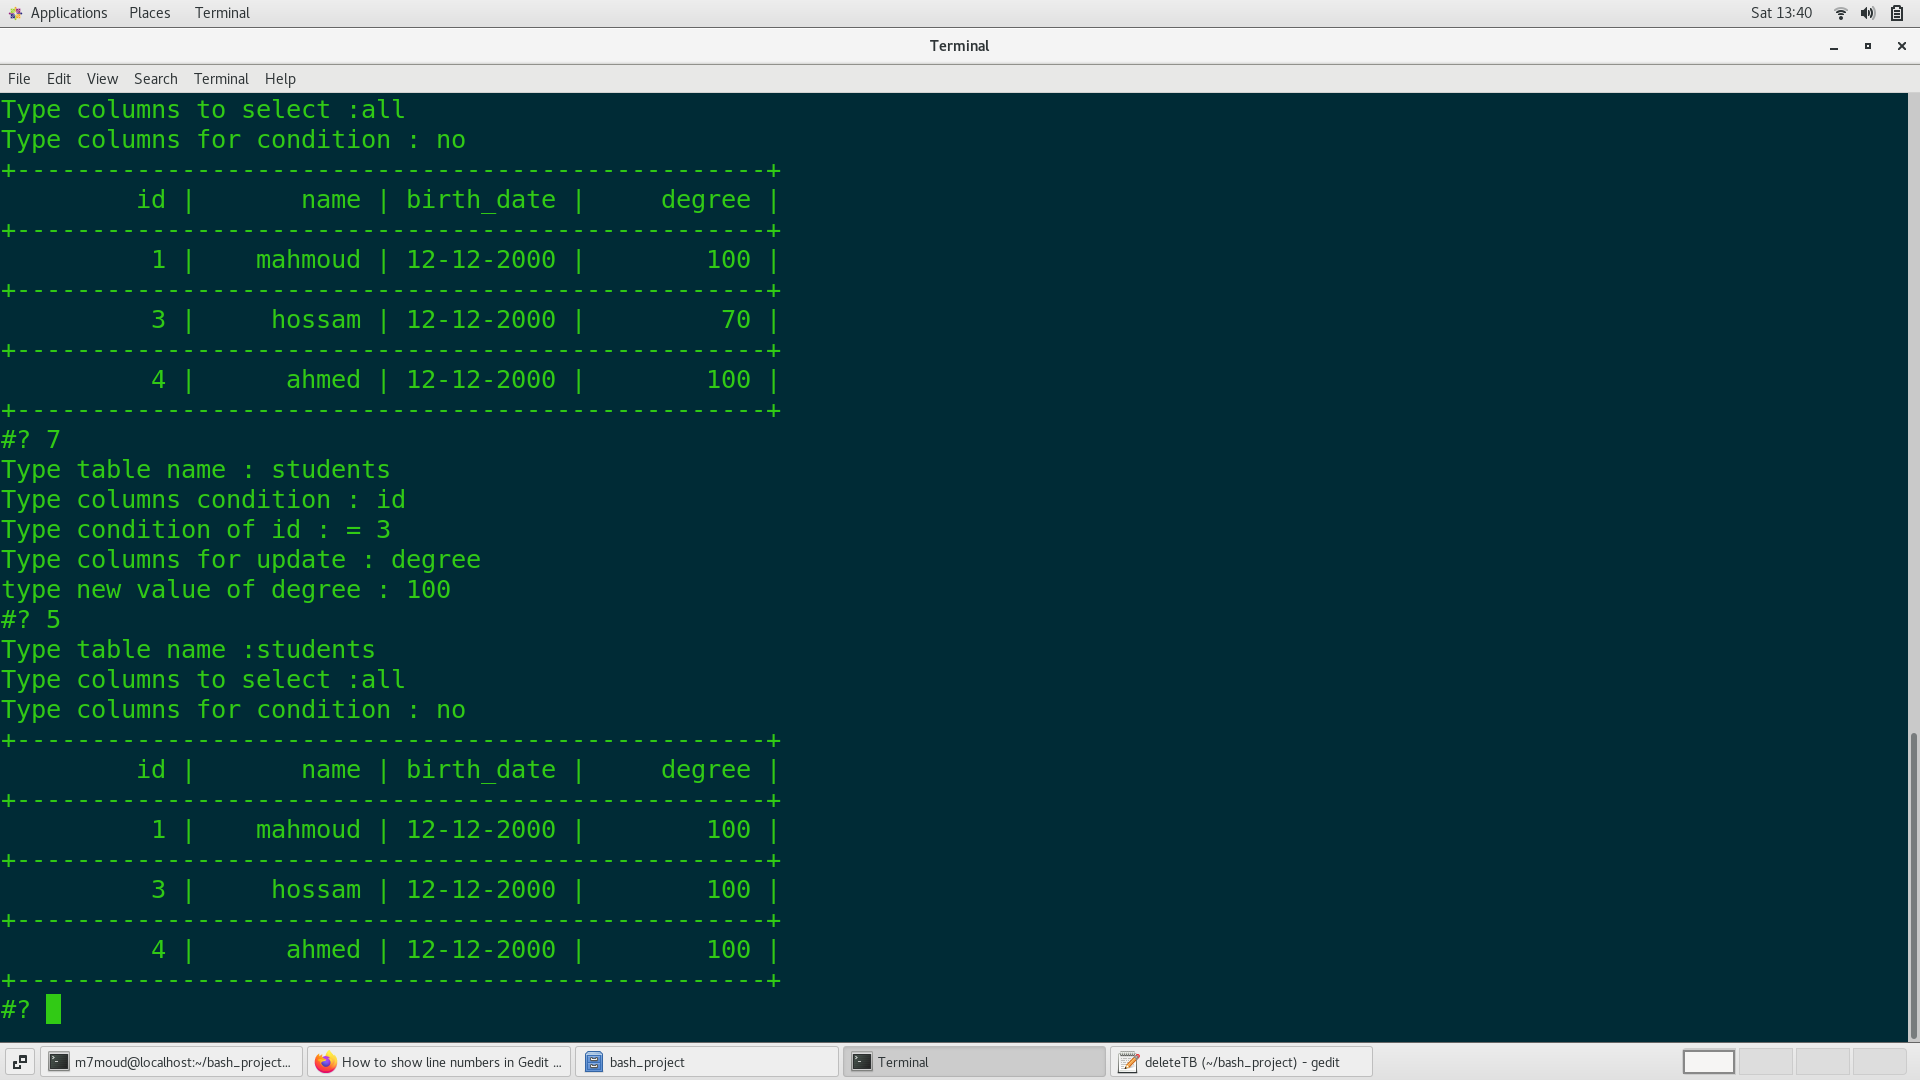 Applications Places Terminal Sat 13:40
Terminal
File Edit View Search Terminal Help
Type columns to select :all
Type columns for condition : no
+--------------------------------------------------+
         id |       name | birth_date |     degree |
+--------------------------------------------------+
          1 |    mahmoud | 12-12-2000 |        100 |
+--------------------------------------------------+
          3 |     hossam | 12-12-2000 |         70 |
+--------------------------------------------------+
          4 |      ahmed | 12-12-2000 |        100 |
+--------------------------------------------------+
#? 7
Type table name : students
Type columns condition : id
Type condition of id : = 3
Type columns for update : degree
type new value of degree : 100
#? 5
Type table name :students
Type columns to select :all
Type columns for condition : no
+--------------------------------------------------+
         id |       name | birth_date |     degree |
+--------------------------------------------------+
          1 |    mahmoud | 12-12-2000 |        100 |
+--------------------------------------------------+
          3 |     hossam | 12-12-2000 |        100 |
+--------------------------------------------------+
          4 |      ahmed | 12-12-2000 |        100 |
+--------------------------------------------------+
#?
m7moud@localhost:~/bash_project... How to show line numbers in Gedit ... bash_project Terminal deleteTB (~/bash_project) - gedit